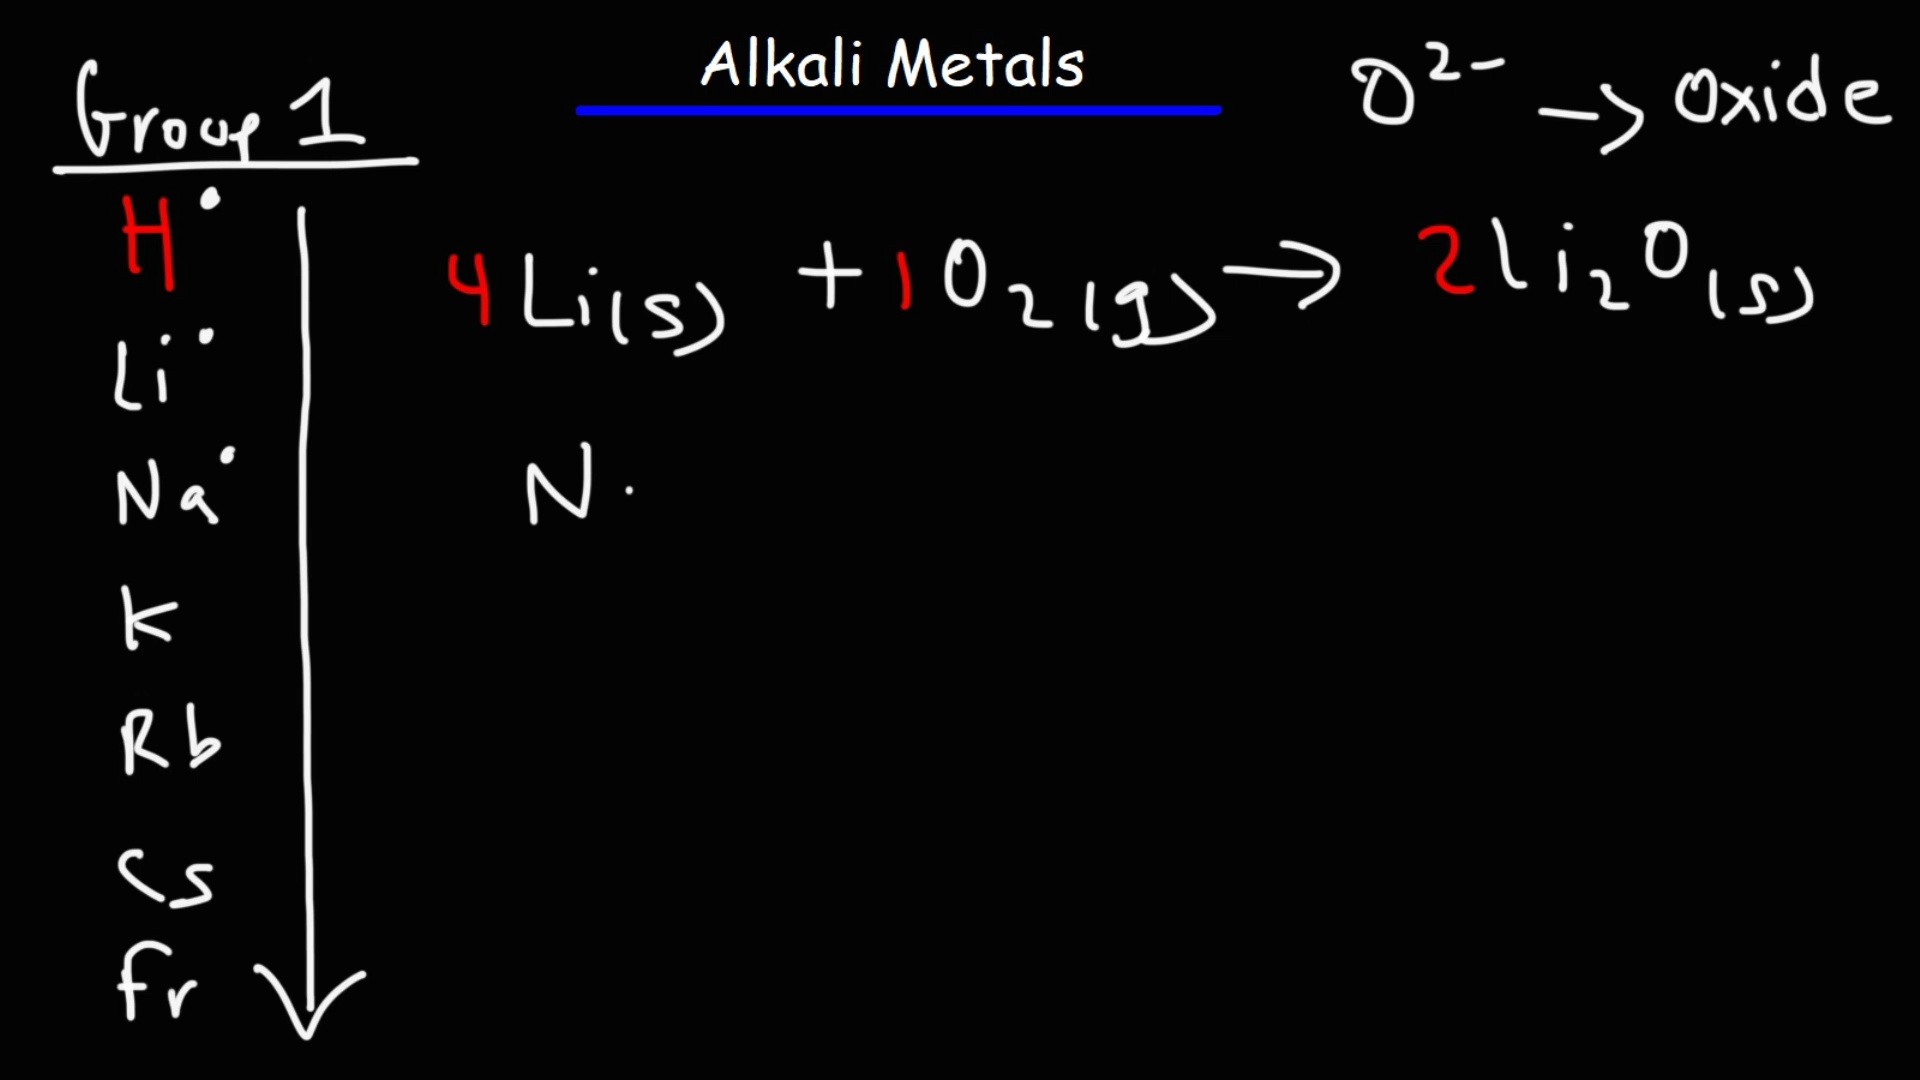 Alkali Metals
O²⁻ → Oxide
Group 1
H•
Li•
Na•
K
Rb
Cs
Fr
4Li(s) + 1O₂(g) → 2Li₂O(s)
N